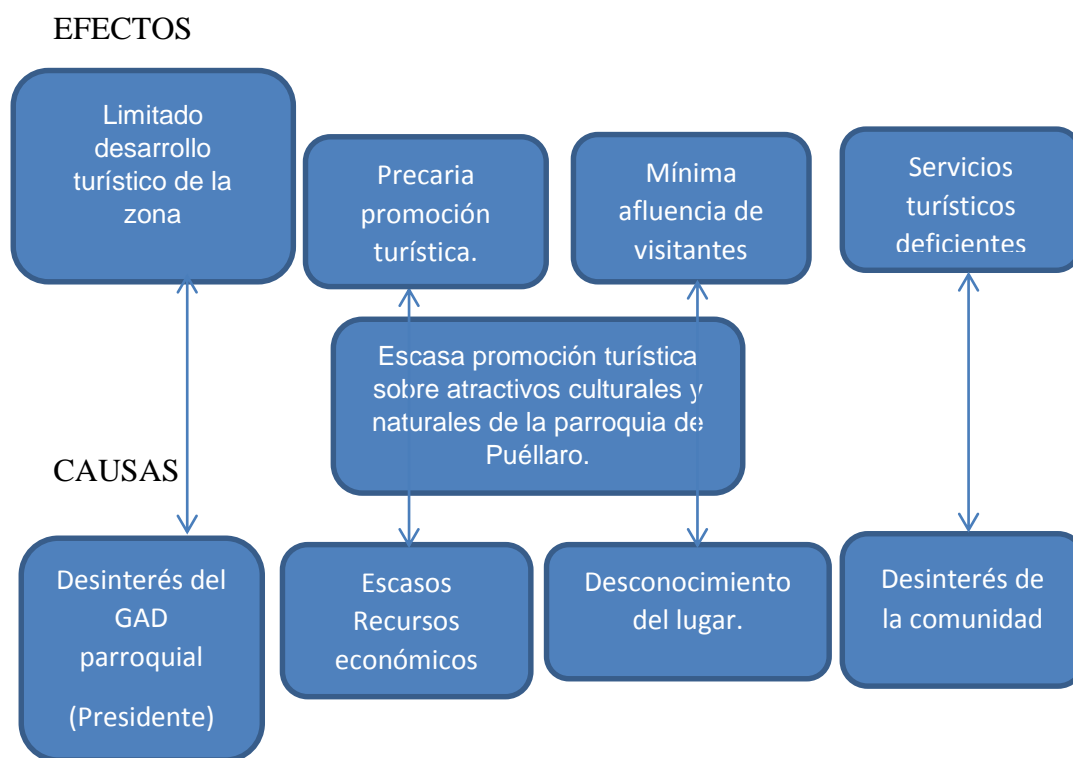 EFECTOS
Limitado
desarrollo
turístico de la
zona
Precaria
promoción
turística.
Mínima
afluencia de
visitantes
Servicios
turísticos
deficientes
Escasa promoción turística
sobre atractivos culturales y
naturales de la parroquia de
Puéllaro.
CAUSAS
Desinterés del
GAD
parroquial
(Presidente)
Escasos
Recursos
económicos
Desconocimiento
del lugar.
Desinterés de
la comunidad